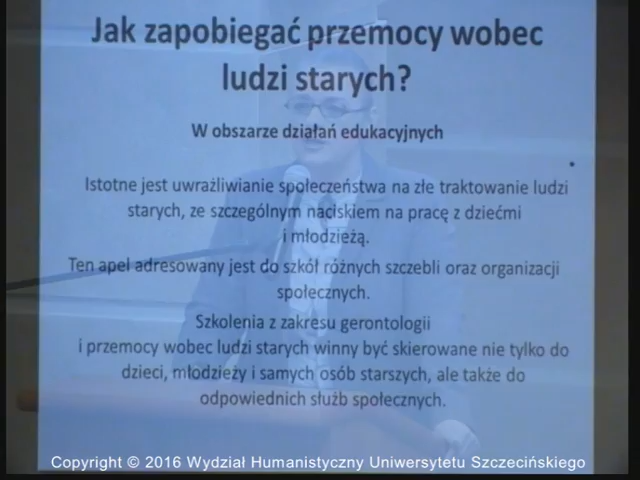 Jak zapobiegać przemocy wobec
ludzi starych?
W obszarze działań edukacyjnych
Istotne jest uwrażliwianie społeczeństwa na złe traktowanie ludzi
starych, ze szczególnym naciskiem na pracę z dziećmi
i młodzieżą.
Ten apel adresowany jest do szkół różnych szczebli oraz organizacji
społecznych.
Szkolenia z zakresu gerontologii
i przemocy wobec ludzi starych winny być skierowane nie tylko do
dzieci, młodzieży i samych osób starszych, ale także do
odpowiednich służb społecznych.
Copyright © 2016 Wydział Humanistyczny Uniwersytetu Szczecińskiego